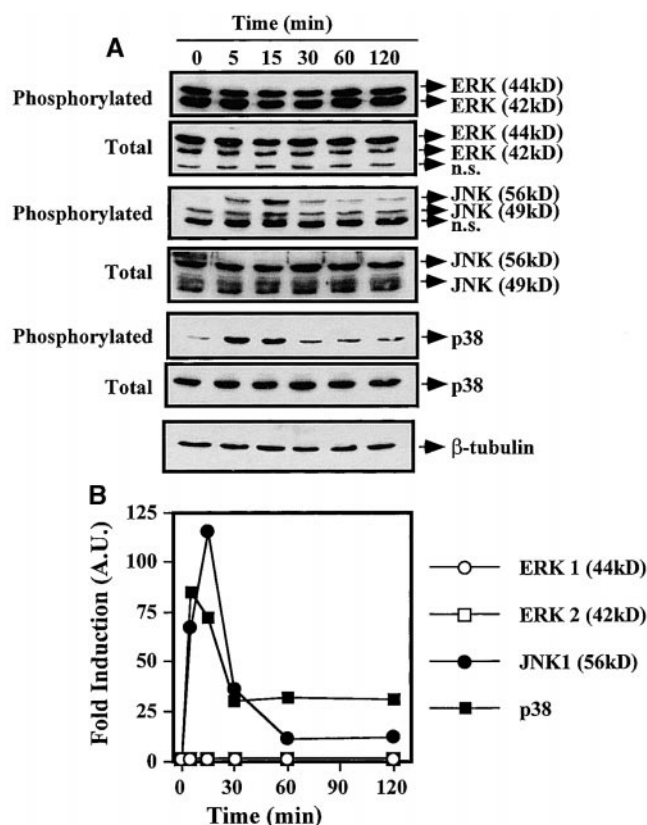 Time (min)
A
0 5 15 30 60 120
Phosphorylated
ERK (44kD)
ERK (42kD)
Total
ERK (44kD)
ERK (42kD)
n.s.
Phosphorylated
JNK (56kD)
JNK (49kD)
n.s.
Total
JNK (56kD)
JNK (49kD)
Phosphorylated
p38
Total
p38
β-tubulin
B
Fold Induction (A.U.)
125
100
75
50
25
0
0 30 60 90 120
Time (min)
ERK 1 (44kD)
ERK 2 (42kD)
JNK1 (56kD)
p38